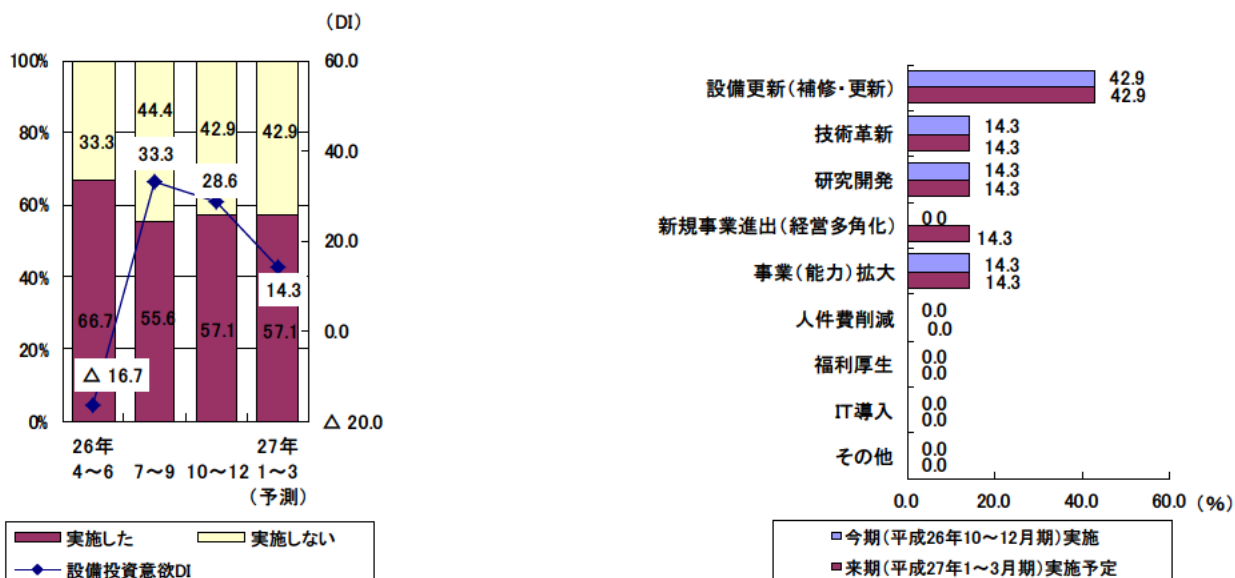 (DI)
100%
80%
60%
40%
20%
0%
60.0
40.0
20.0
0.0
△ 20.0
33.3
44.4
42.9
42.9
33.3
28.6
14.3
△ 16.7
66.7
55.6
57.1
57.1
26年
27年
4～6
7～9
10～12
1～3
(予測)
実施した
実施しない
設備投資意欲DI
設備更新(補修・更新)
42.9
42.9
技術革新
14.3
14.3
研究開発
14.3
14.3
新規事業進出(経営多角化)
0.0
14.3
事業(能力)拡大
14.3
14.3
人件費削減
0.0
0.0
福利厚生
0.0
0.0
IT導入
0.0
0.0
その他
0.0
0.0
0.0
20.0
40.0
60.0
(%)
今期(平成26年10～12月期)実施
来期(平成27年1～3月期)実施予定